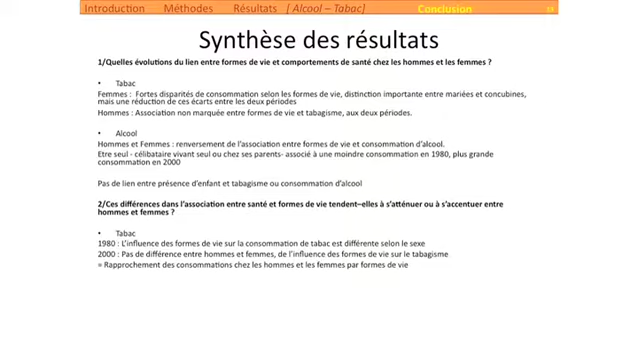 Introduction Méthodes Résultats [ Alcool – Tabac] Conclusion
Synthèse des résultats
1/Quelles évolutions du lien entre formes de vie et comportements de santé chez les hommes et les femmes ?
• Tabac
Femmes : Fortes disparités de consommation selon les formes de vie, distinction importante entre mariées et concubines,
mais une réduction de ces écarts entre les deux périodes
Hommes : Association non marquée entre formes de vie et tabagisme, aux deux périodes.
• Alcool
Hommes et Femmes : renversement de l’association entre formes de vie et consommation d’alcool.
Etre seul - célibataire vivant seul ou chez ses parents- associé à une moindre consommation en 1980, plus grande
consommation en 2000
Pas de lien entre présence d’enfant et tabagisme ou consommation d’alcool
2/Ces différences dans l’association entre santé et formes de vie tendent–elles à s’atténuer ou à s’accentuer entre
hommes et femmes ?
• Tabac
1980 : L’influence des formes de vie sur la consommation de tabac est différente selon le sexe
2000 : Pas de différence entre hommes et femmes, de l’influence des formes de vie sur le tabagisme
= Rapprochement des consommations chez les hommes et les femmes par formes de vie